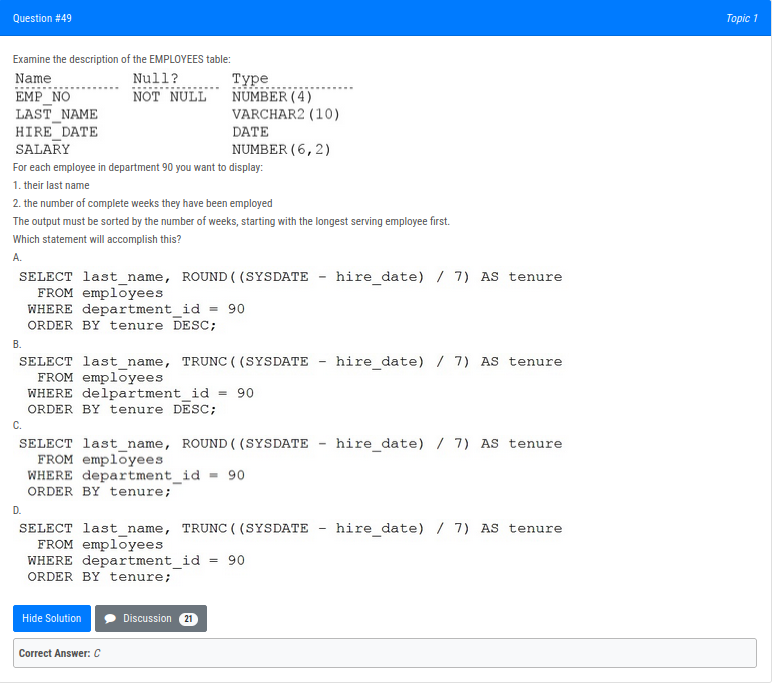 Question #49
Topic 1
Examine the description of the EMPLOYEES table:
Name Null? Type
EMP_NO NOT NULL NUMBER(4)
LAST_NAME VARCHAR2(10)
HIRE_DATE DATE
SALARY NUMBER(6,2)
For each employee in department 90 you want to display:
1. their last name
2. the number of complete weeks they have been employed
The output must be sorted by the number of weeks, starting with the longest serving employee first.
Which statement will accomplish this?
A.
SELECT last_name, ROUND((SYSDATE - hire_date) / 7) AS tenure
FROM employees
WHERE department_id = 90
ORDER BY tenure DESC;
B.
SELECT last_name, TRUNC((SYSDATE - hire_date) / 7) AS tenure
FROM employees
WHERE delpartment_id = 90
ORDER BY tenure DESC;
C.
SELECT last_name, ROUND((SYSDATE - hire_date) / 7) AS tenure
FROM employees
WHERE department_id = 90
ORDER BY tenure;
D.
SELECT last_name, TRUNC((SYSDATE - hire_date) / 7) AS tenure
FROM employees
WHERE department_id = 90
ORDER BY tenure;
Hide Solution Discussion 21
Correct Answer: C